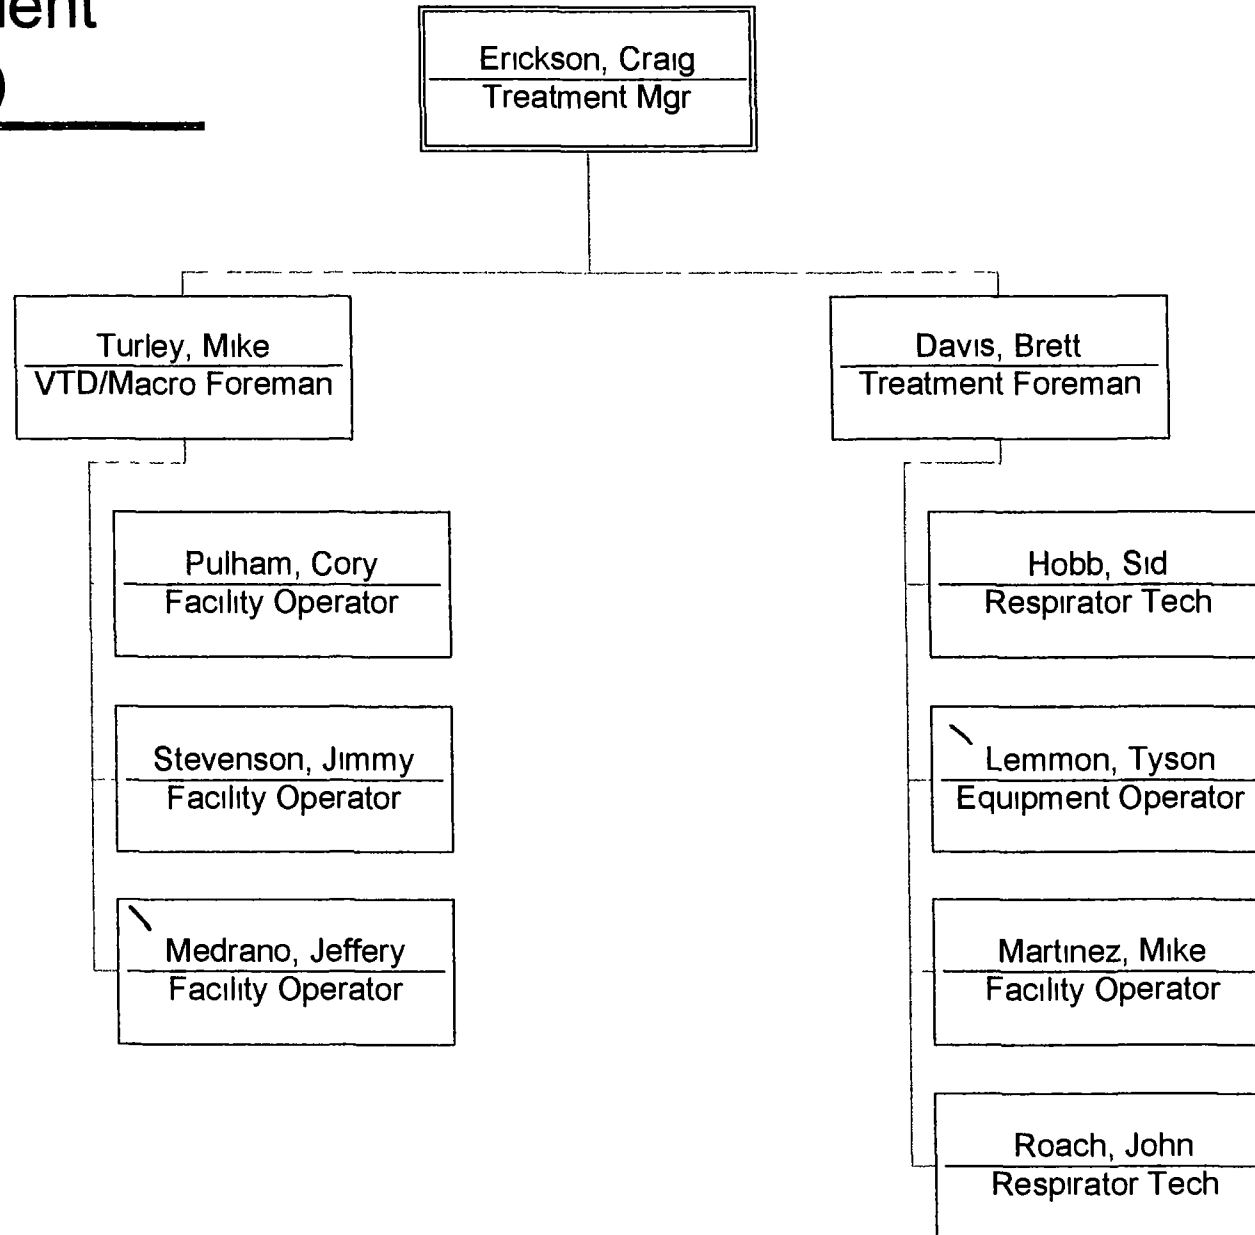 Erickson, Craig
Treatment Mgr
Turley, Mike
VTD/Macro Foreman
Davis, Brett
Treatment Foreman
Pulham, Cory
Facility Operator
Stevenson, Jimmy
Facility Operator
Medrano, Jeffery
Facility Operator
Hobb, Sid
Respirator Tech
Lemmon, Tyson
Equipment Operator
Martinez, Mike
Facility Operator
Roach, John
Respirator Tech